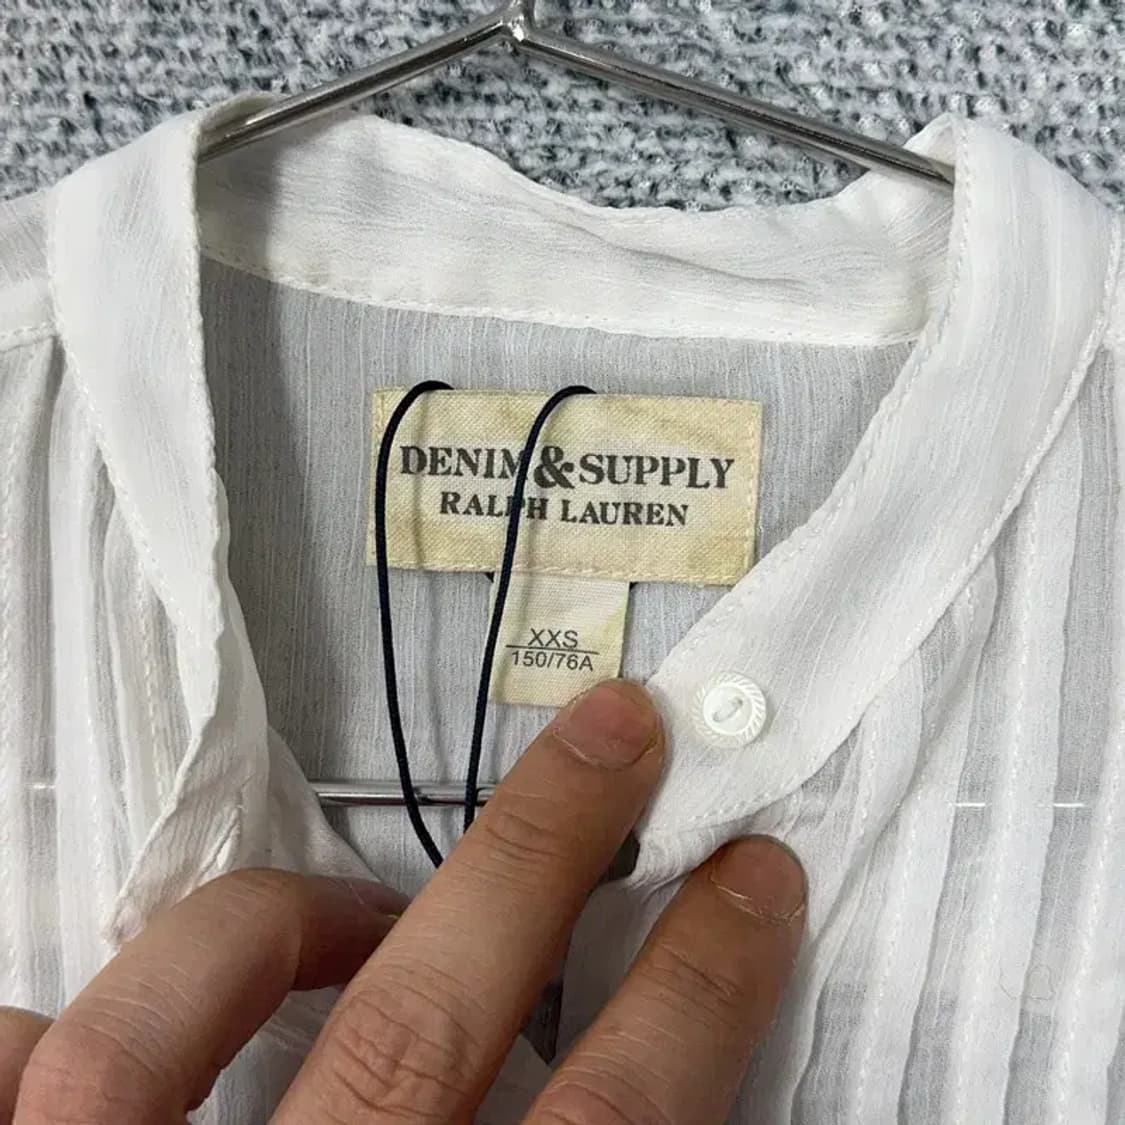 DENIM & SUPPLY
RALPH LAUREN
XXS
150/76A